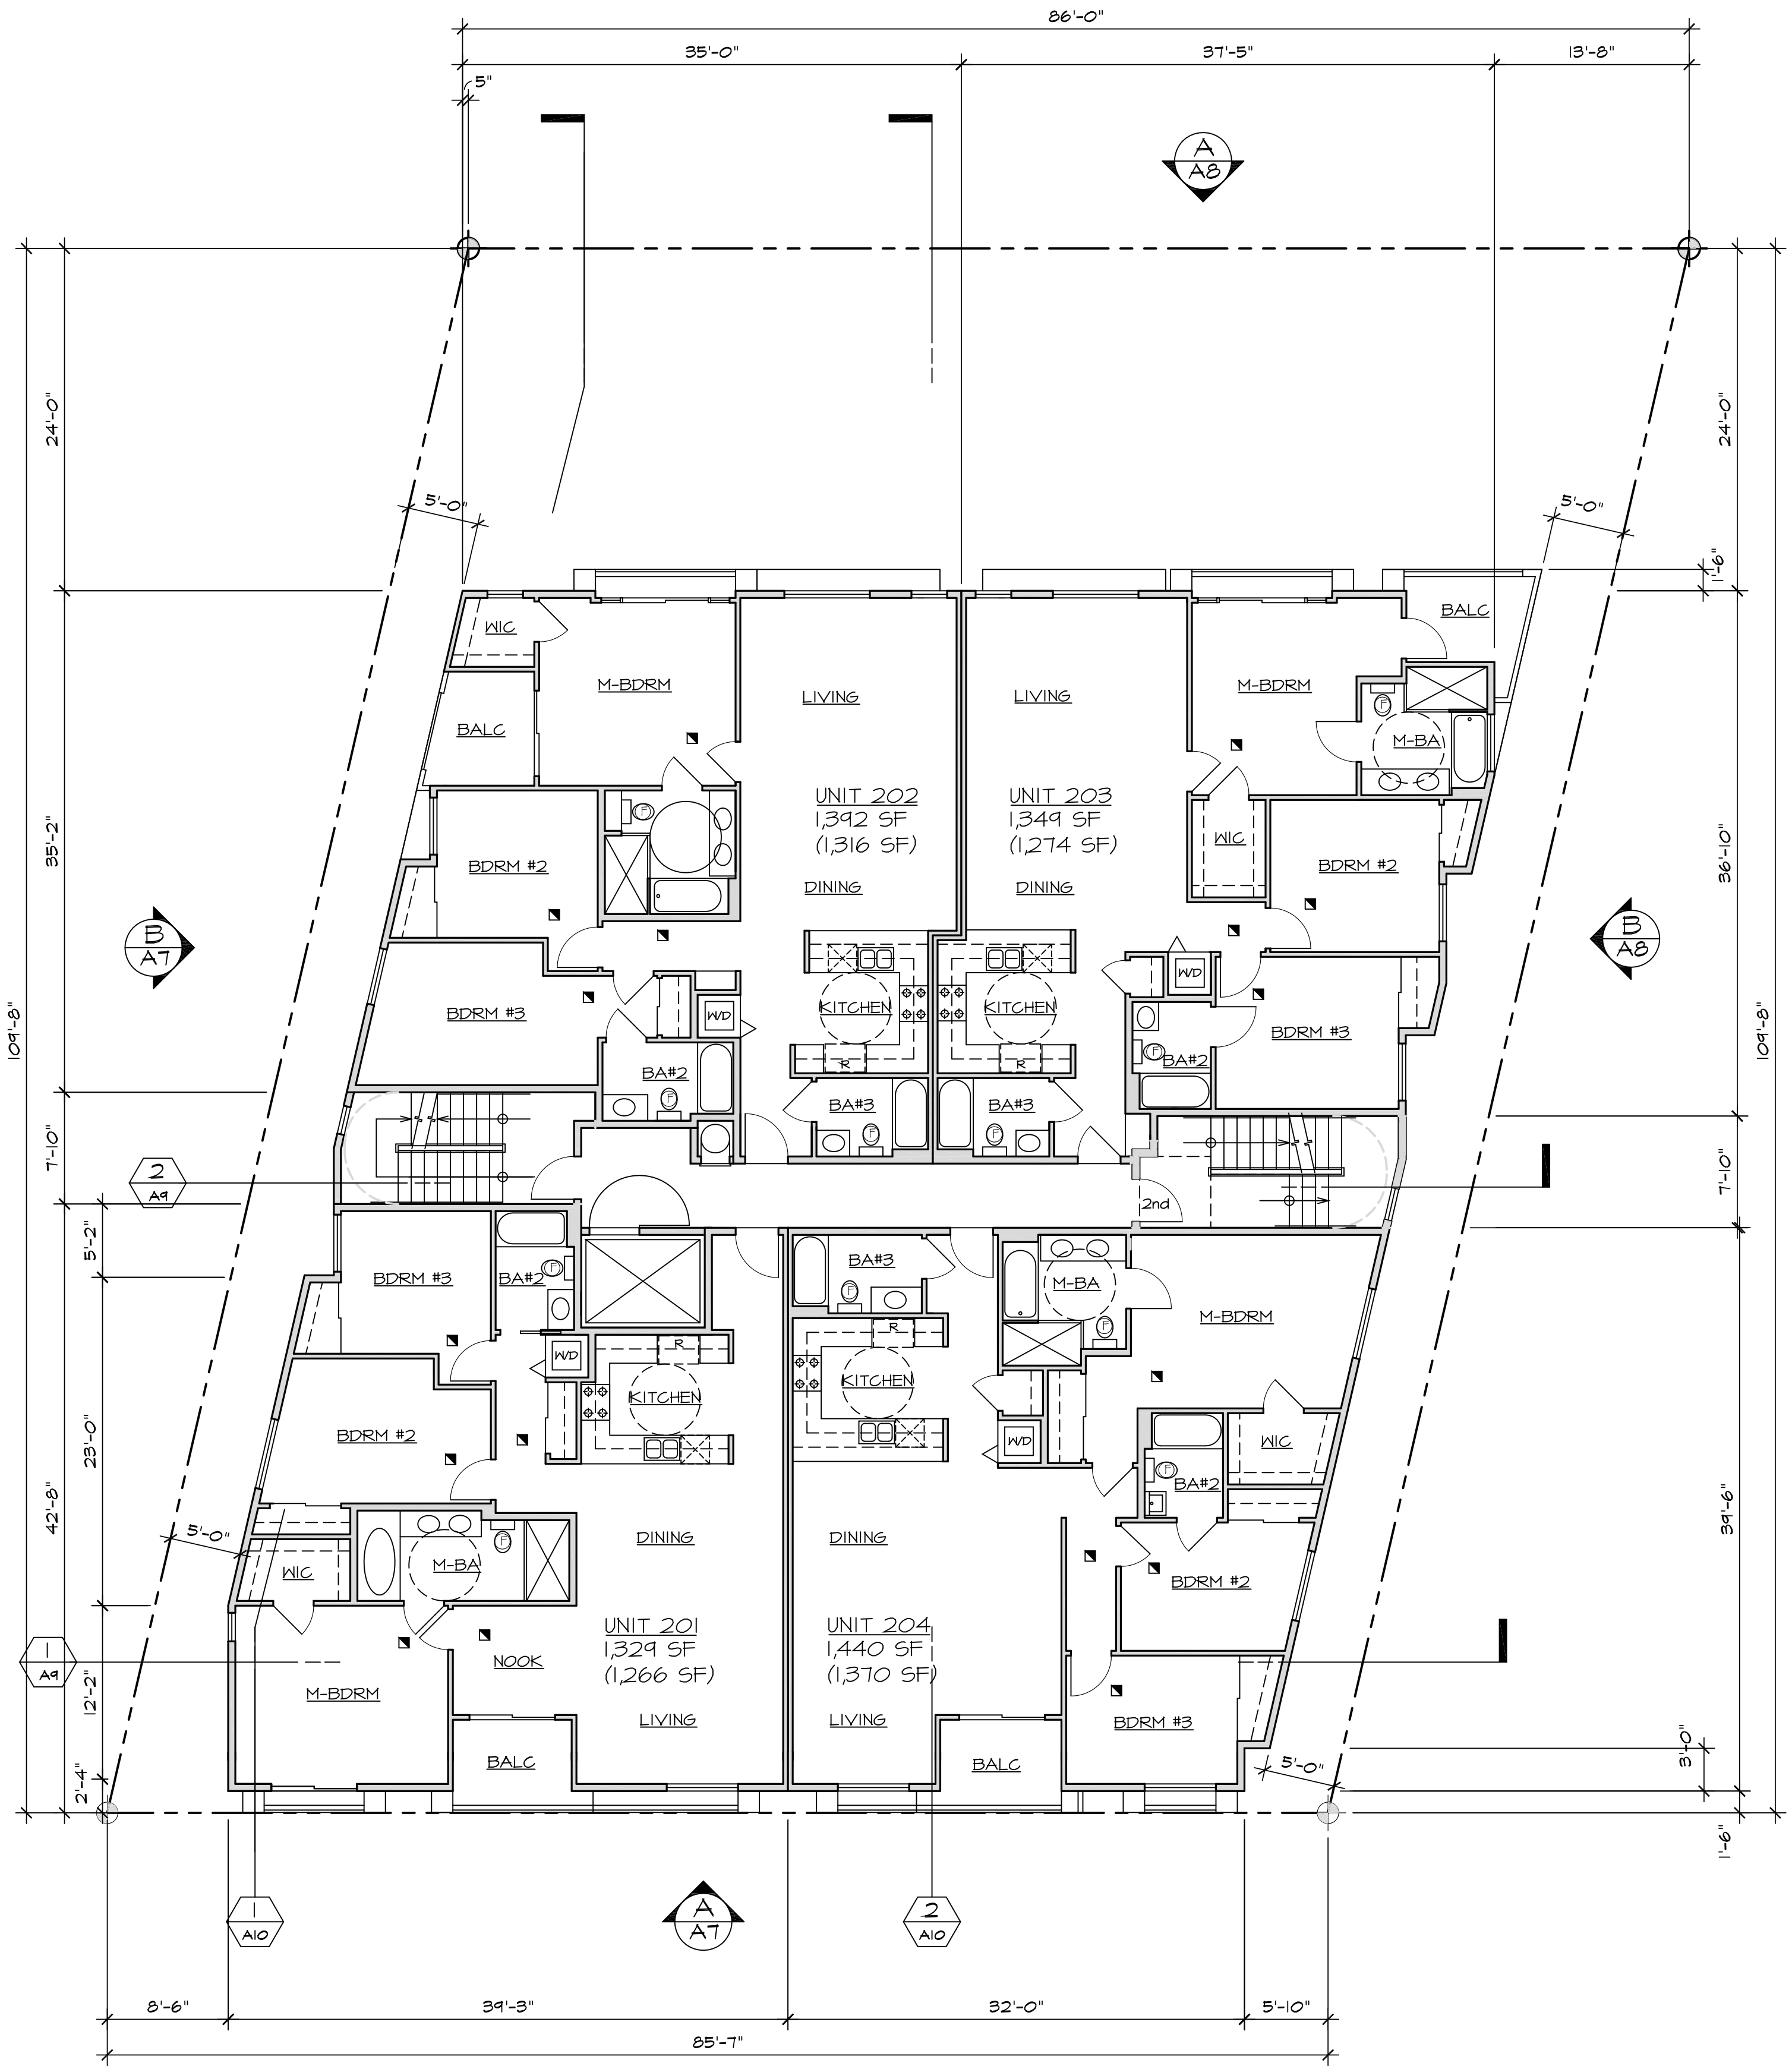 86'-0"
35'-0"
37'-5"
13'-8"
5"
A
A8
24'-0"
24'-0"
5'-0"
5'-0"
1'-6"
WIC
BALC
M-BDRM
LIVING
LIVING
M-BDRM
BALC
M-BA
UNIT 202
1,392 SF
(1,316 SF)
UNIT 203
1,349 SF
(1,274 SF)
35'-2"
36'-10"
F
F
WIC
BDRM #2
DINING
DINING
BDRM #2
B
A7
B
A8
109'-8"
109'-8"
BDRM #3
W/D
KITCHEN
KITCHEN
W/D
BDRM #3
R
R
BA#2
F
BA#2
F
BA#3
F
BA#3
F
7'-10"
7'-10"
2
A9
2nd
5'-2"
BDRM #3
BA#2
F
BA#3
F
M-BA
F
M-BDRM
R
R
W/D
KITCHEN
KITCHEN
23'-0"
BDRM #2
W/D
WIC
BA#2
F
42'-8"
39'-6"
5'-0"
WIC
M-BA
F
DINING
DINING
BDRM #2
UNIT 201
1,329 SF
(1,266 SF)
UNIT 204
1,440 SF
(1,370 SF)
1
A9
NOOK
M-BDRM
12'-2"
LIVING
LIVING
BDRM #3
BALC
BALC
2'-4"
5'-0"
3'-0"
1'-6"
1
A10
A
A7
2
A10
8'-6"
39'-3"
32'-0"
5'-10"
85'-7"